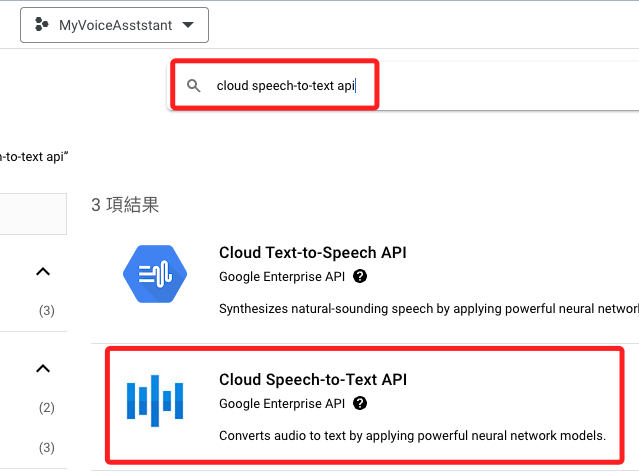 MyVoiceAsststant
cloud speech-to-text api
-to-text api”
3 項結果
Cloud Text-to-Speech API
Google Enterprise API ?
(3)
Synthesizes natural-sounding speech by applying powerful neural network
Cloud Speech-to-Text API
Google Enterprise API ?
(2)
Converts audio to text by applying powerful neural network models.
(3)